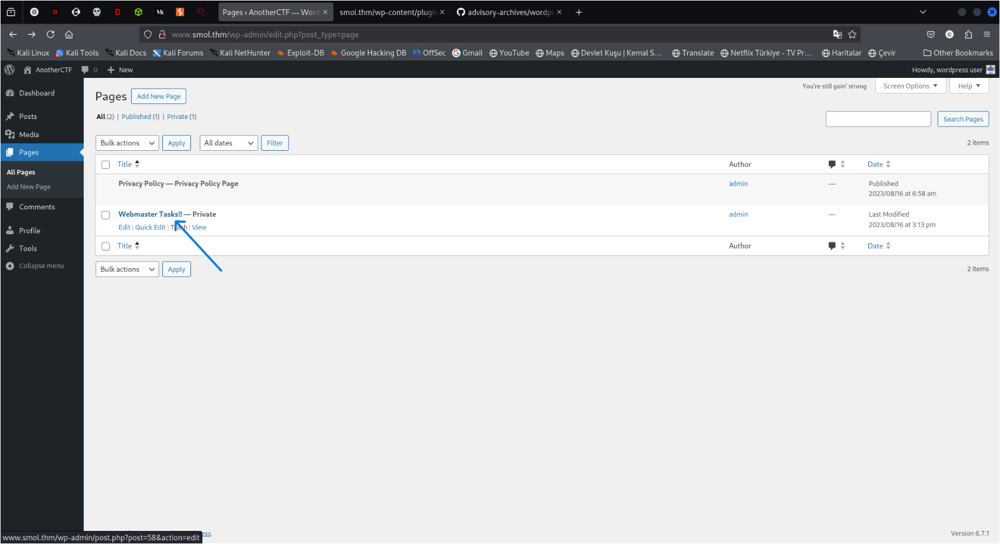 Pages ‹ AnotherCTF — Word
smol.thm/wp-content/plugin
advisory-archives/wordpr
www.smol.thm/wp-admin/edit.php?post_type=page
Kali Linux Kali Tools Kali Docs Kali Forums Kali NetHunter Exploit-DB Google Hacking DB OffSec Gmail YouTube Maps Devlet Kuşu | Kemal S... Translate Netflix Türkiye - TV Pr... Haritalar Çevir Other Bookmarks
AnotherCTF 0 + New Howdy, wordpress user
You're still goin' strong Screen Options Help
Dashboard
Posts
Media
Pages
All Pages
Add New Page
Comments
Profile
Tools
Collapse menu
Pages Add New Page
All (2) | Published (1) | Private (1)
Search Pages
Bulk actions Apply All dates Filter 2 items
Title Author Date
Privacy Policy — Privacy Policy Page admin — Published
2023/08/16 at 6:58 am
Webmaster Tasks!! — Private admin — Last Modified
Edit | Quick Edit | Trash | View 2023/08/16 at 3:13 pm
Title Author Date
Bulk actions Apply 2 items
www.smol.thm/wp-admin/post.php?post=58&action=edit
Version 6.7.1